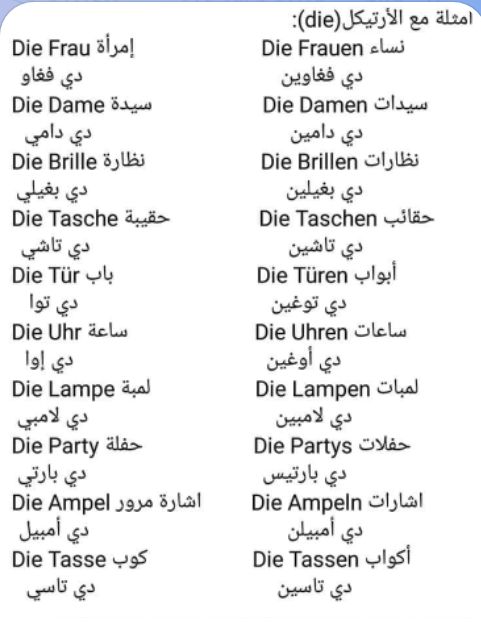 امثلة مع الأرتيكل(die):
Die Frau إمرأة Die Frauen نساء
دي ففاو دي ففاوين
Die Dame سيدة Die Damen سيدات
دي دامي دي دامين
Die Brille نظارة Die Brillen نظارات
دي بغيلي دي بغيلين
Die Tasche حقيبة Die Taschen حقائب
دي تاشي دي تاشين
Die Tür باب Die Türen أبواب
دي توا دي توغين
Die Uhr ساعة Die Uhren ساعات
دي إوا دي أوغين
Die Lampe لمبة Die Lampen لمبات
دي لامبي دي لامبين
Die Party حفلة Die Partys حفلات
دي بارتي دي بارتيس
Die Ampel اشارة مرور Die Ampeln اشارات
دي أمبيل دي أمبيلن
Die Tasse كوب Die Tassen أكواب
دي تاسي دي تاسين